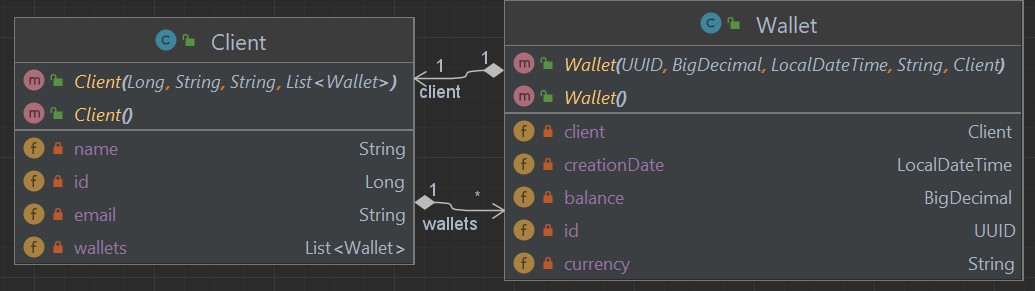 C Client
m Client(Long, String, String, List<Wallet>)
m Client()
f name String
f id Long
f email String
f wallets List<Wallet>
1 1
client
1 *
wallets
C Wallet
m Wallet(UUID, BigDecimal, LocalDateTime, String, Client)
m Wallet()
f client Client
f creationDate LocalDateTime
f balance BigDecimal
f id UUID
f currency String